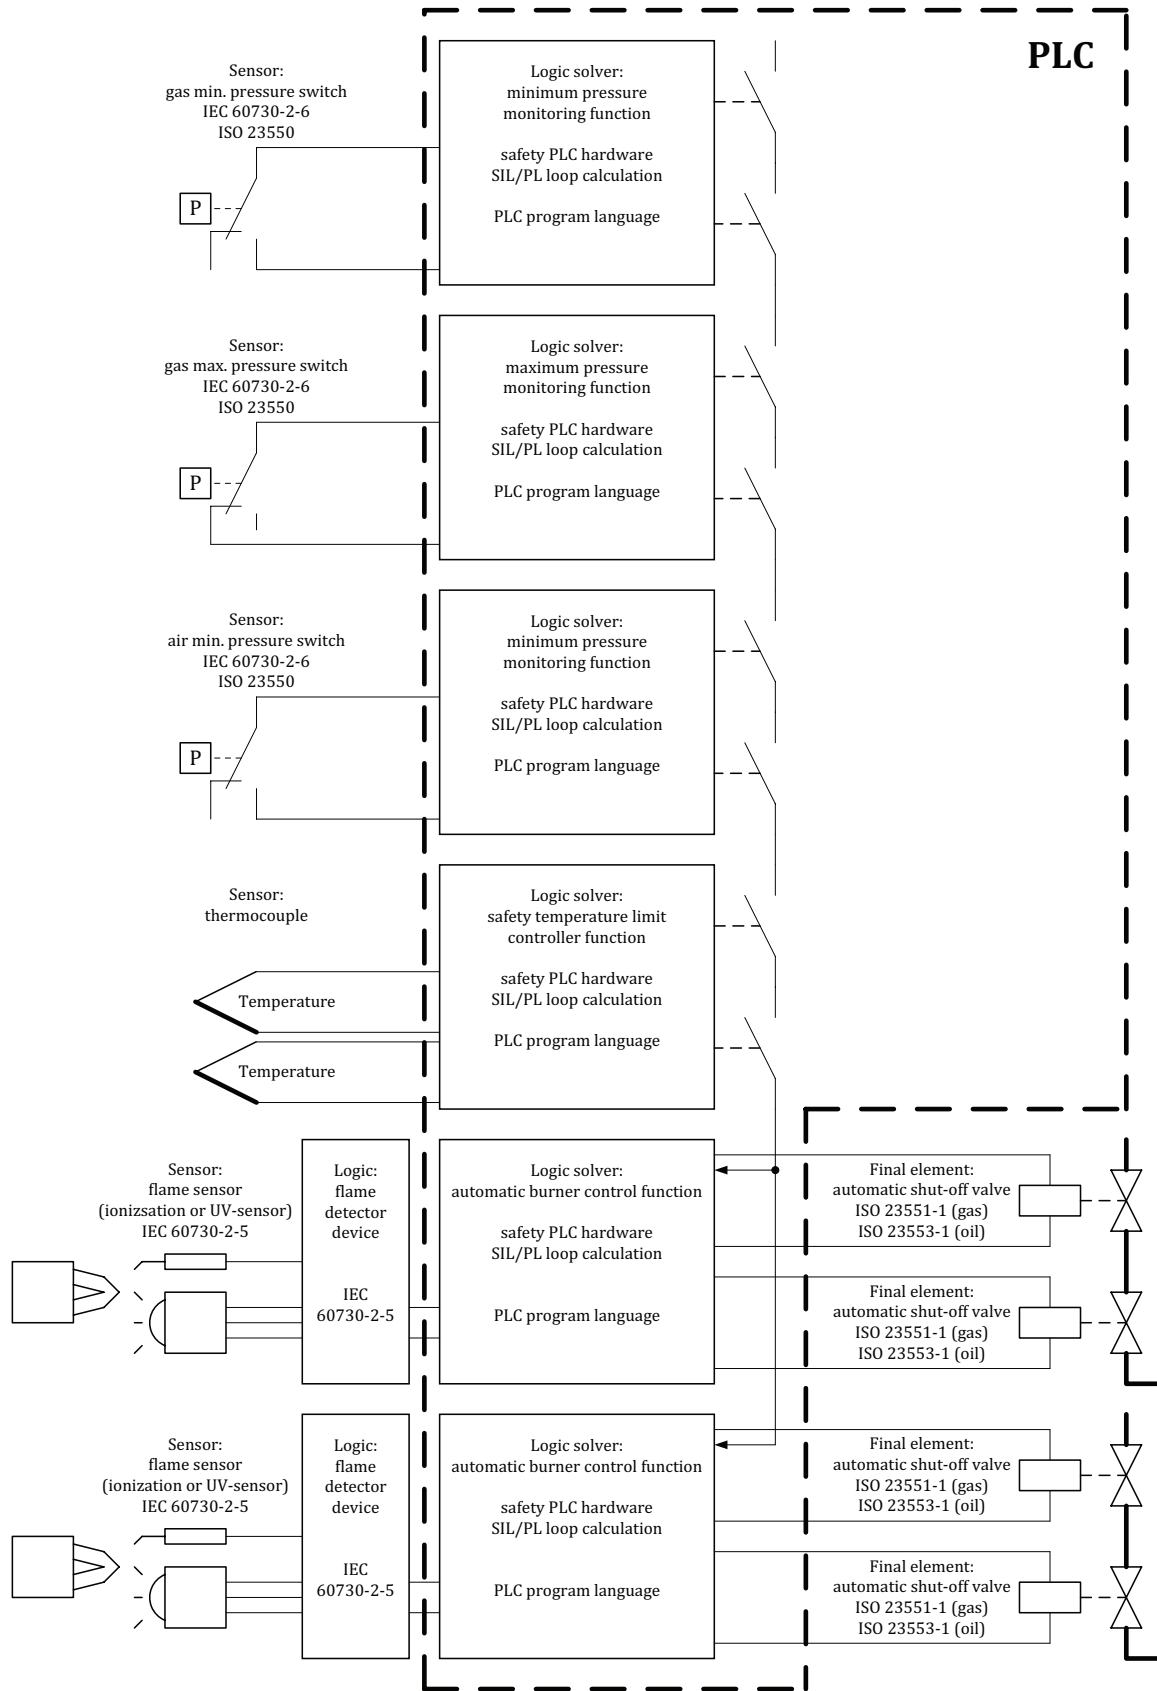 PLC
Sensor:
gas min. pressure switch
IEC 60730-2-6
ISO 23550
P
Logic solver:
minimum pressure
monitoring function
safety PLC hardware
SIL/PL loop calculation
PLC program language
Sensor:
gas max. pressure switch
IEC 60730-2-6
ISO 23550
P
Logic solver:
maximum pressure
monitoring function
safety PLC hardware
SIL/PL loop calculation
PLC program language
Sensor:
air min. pressure switch
IEC 60730-2-6
ISO 23550
P
Logic solver:
minimum pressure
monitoring function
safety PLC hardware
SIL/PL loop calculation
PLC program language
Sensor:
thermocouple
Temperature
Temperature
Logic solver:
safety temperature limit
controller function
safety PLC hardware
SIL/PL loop calculation
PLC program language
Sensor:
flame sensor
(ionizsation or UV-sensor)
IEC 60730-2-5
Logic:
flame
detector
device
IEC
60730-2-5
Logic solver:
automatic burner control function
safety PLC hardware
SIL/PL loop calculation
PLC program language
Final element:
automatic shut-off valve
ISO 23551-1 (gas)
ISO 23553-1 (oil)
Final element:
automatic shut-off valve
ISO 23551-1 (gas)
ISO 23553-1 (oil)
Sensor:
flame sensor
(ionization or UV-sensor)
IEC 60730-2-5
Logic:
flame
detector
device
IEC
60730-2-5
Logic solver:
automatic burner control function
safety PLC hardware
SIL/PL loop calculation
PLC program language
Final element:
automatic shut-off valve
ISO 23551-1 (gas)
ISO 23553-1 (oil)
Final element:
automatic shut-off valve
ISO 23551-1 (gas)
ISO 23553-1 (oil)